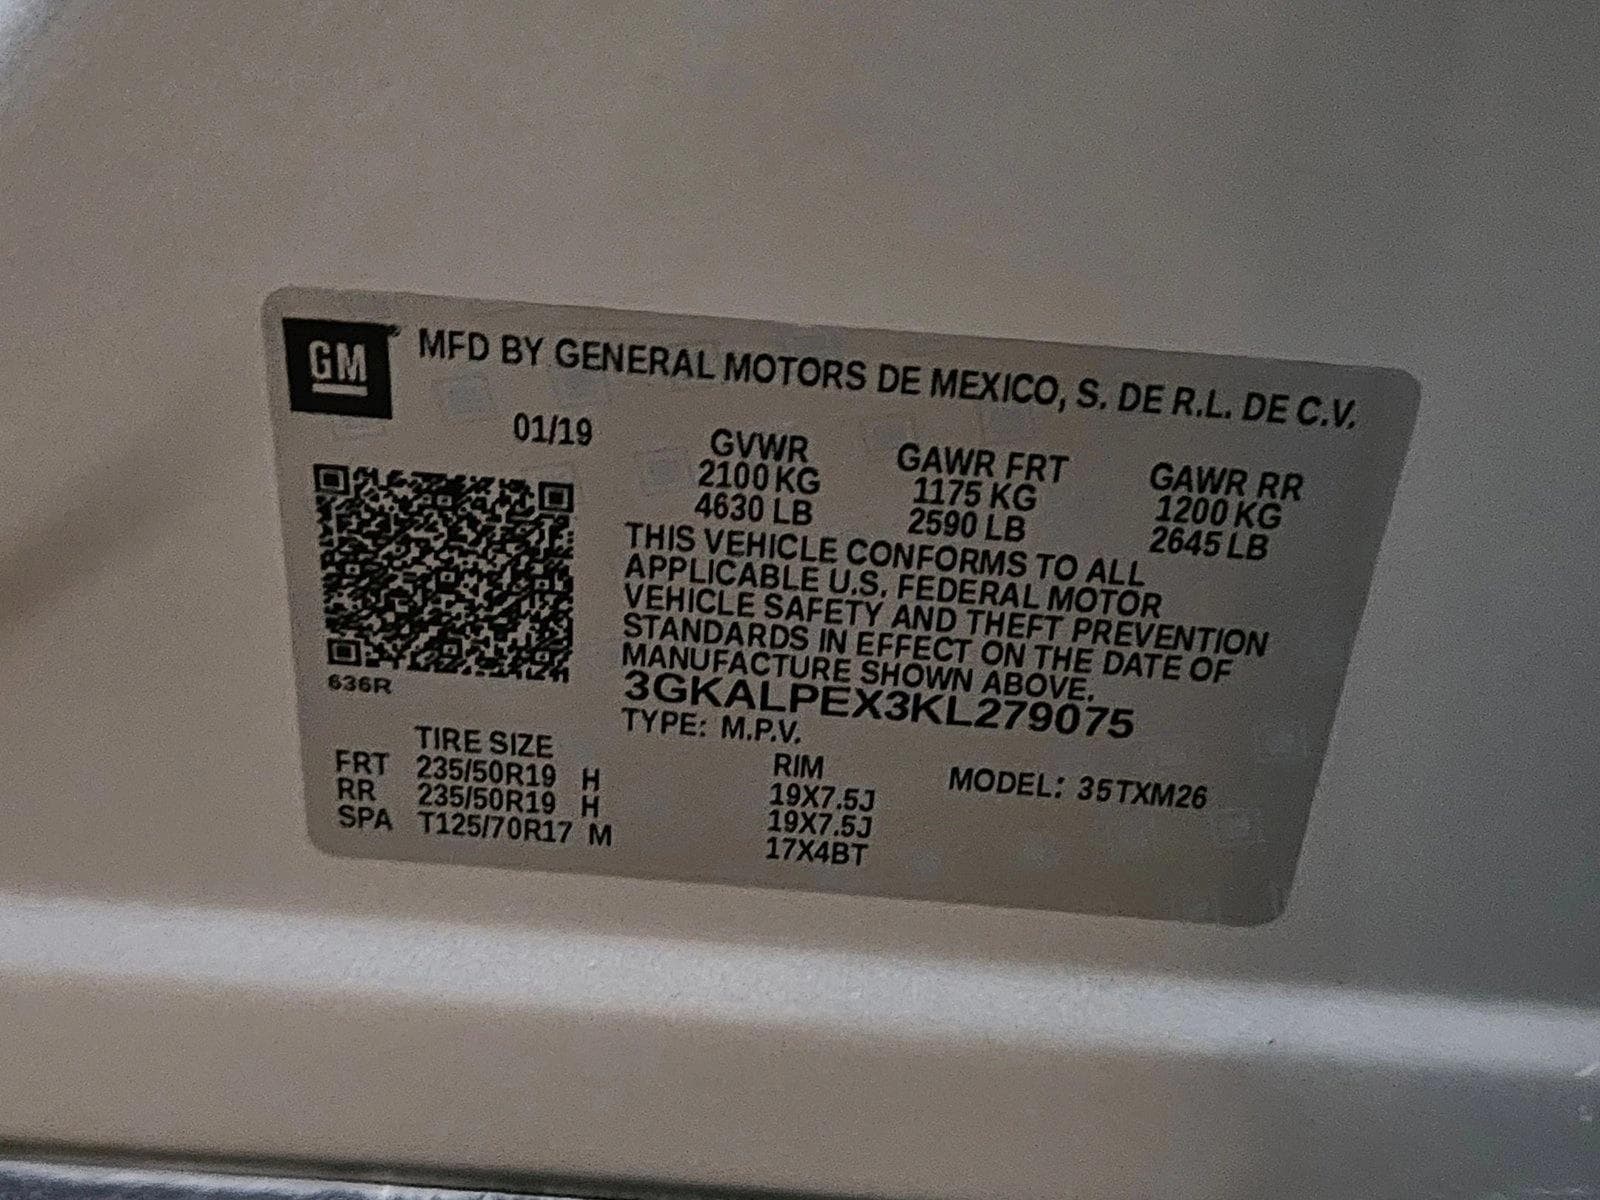 GM® MFD BY GENERAL MOTORS DE MEXICO, S. DE R.L. DE C.V.
01/19 GVWR GAWR FRT GAWR RR
2100 KG 1175 KG 1200 KG
4630 LB 2590 LB 2645 LB
THIS VEHICLE CONFORMS TO ALL
APPLICABLE U.S. FEDERAL MOTOR
VEHICLE SAFETY AND THEFT PREVENTION
STANDARDS IN EFFECT ON THE DATE OF
MANUFACTURE SHOWN ABOVE.
636R
3GKALPEX3KL279075
TYPE: M.P.V.
TIRE SIZE RIM MODEL: 35TXM26
FRT 235/50R19 H 19X7.5J
RR 235/50R19 H 19X7.5J
SPA T125/70R17 M 17X4BT